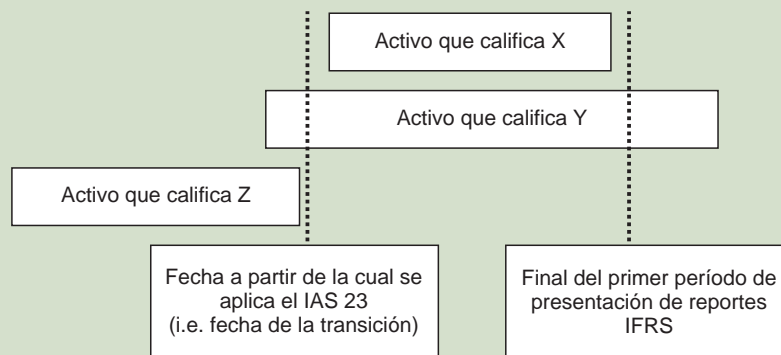 Activo que califica X
Activo que califica Y
Activo que califica Z
Fecha a partir de la cual se
aplica el IAS 23
(i.e. fecha de la transición)
Final del primer período de
presentación de reportes
IFRS